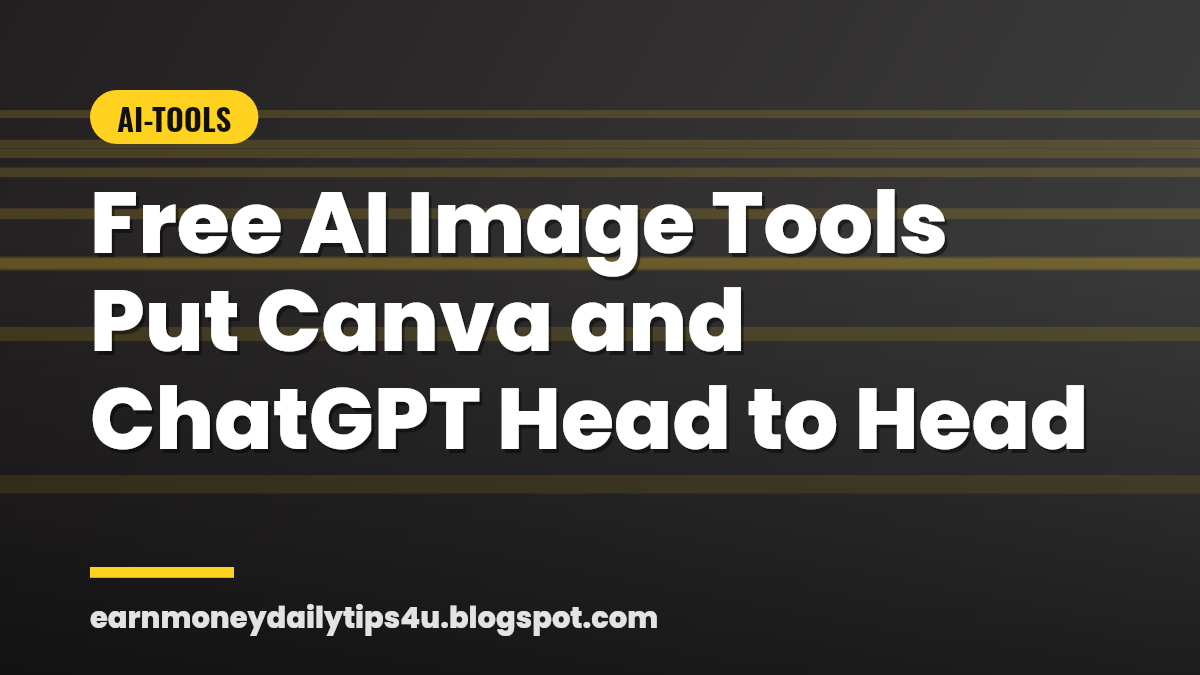 AI-TOOLS
Free AI Image Tools
Put Canva and
ChatGPT Head to Head
earnmoneydailytips4u.blogspot.com